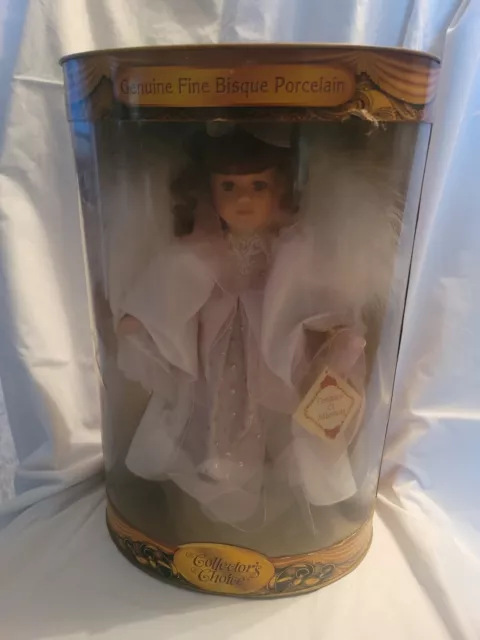 Genuine Fine Bisque Porcelain
Collector's
Choice